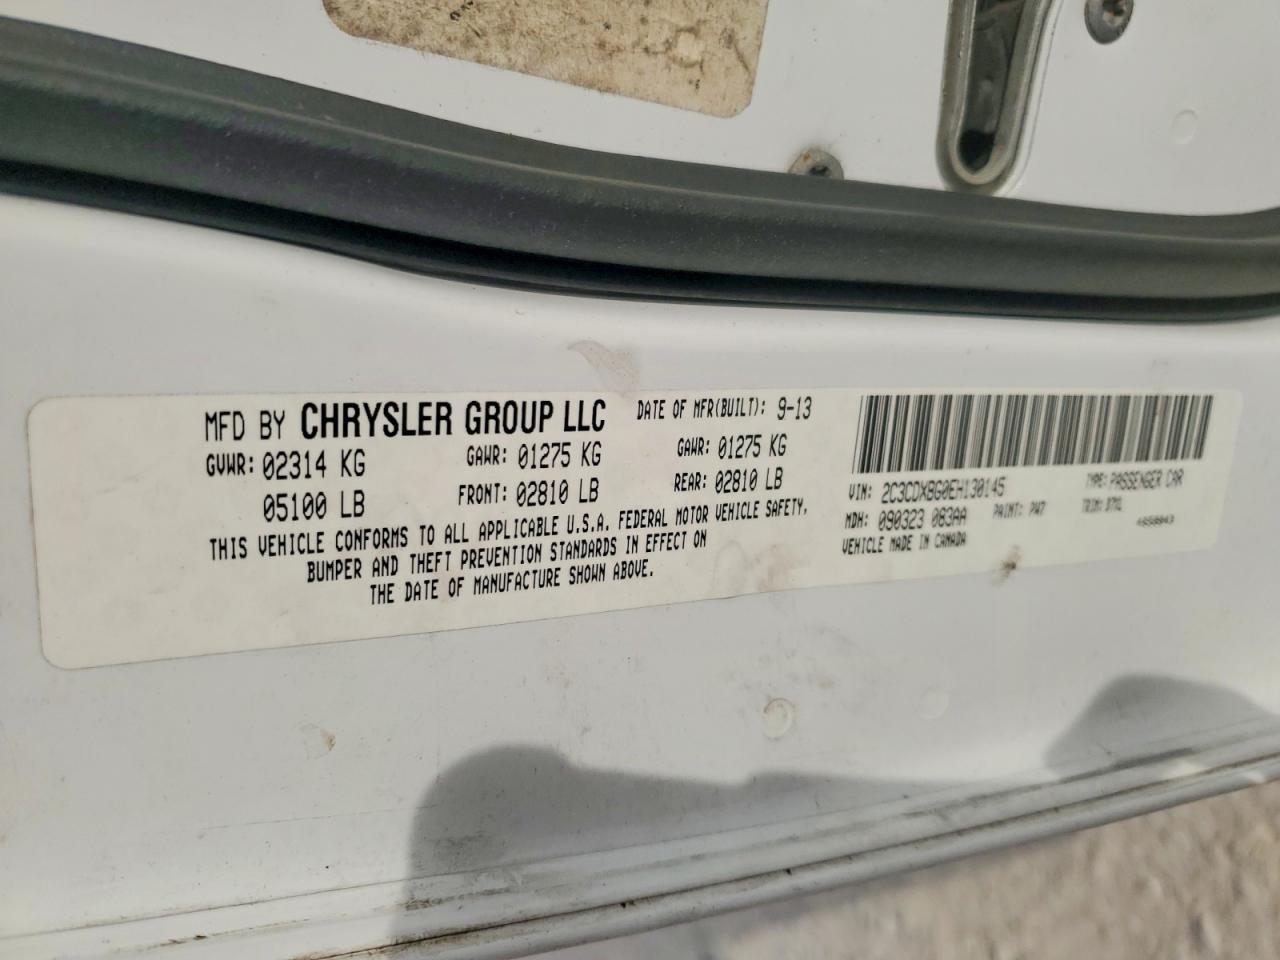 MFD BY CHRYSLER GROUP LLC DATE OF MFR(BUILT): 9-13
GVWR: 02314 KG GAWR: 01275 KG GAWR: 01275 KG
05100 LB FRONT: 02810 LB REAR: 02810 LB
THIS VEHICLE CONFORMS TO ALL APPLICABLE U.S.A. FEDERAL MOTOR VEHICLE SAFETY,
BUMPER AND THEFT PREVENTION STANDARDS IN EFFECT ON
THE DATE OF MANUFACTURE SHOWN ABOVE.
VIN: 2C3CDXBG0EH130145 TYPE: PASSENGER CAR
MDH: 090323 083AA PAINT: PW7 TRIM:
VEHICLE MADE IN CANADA